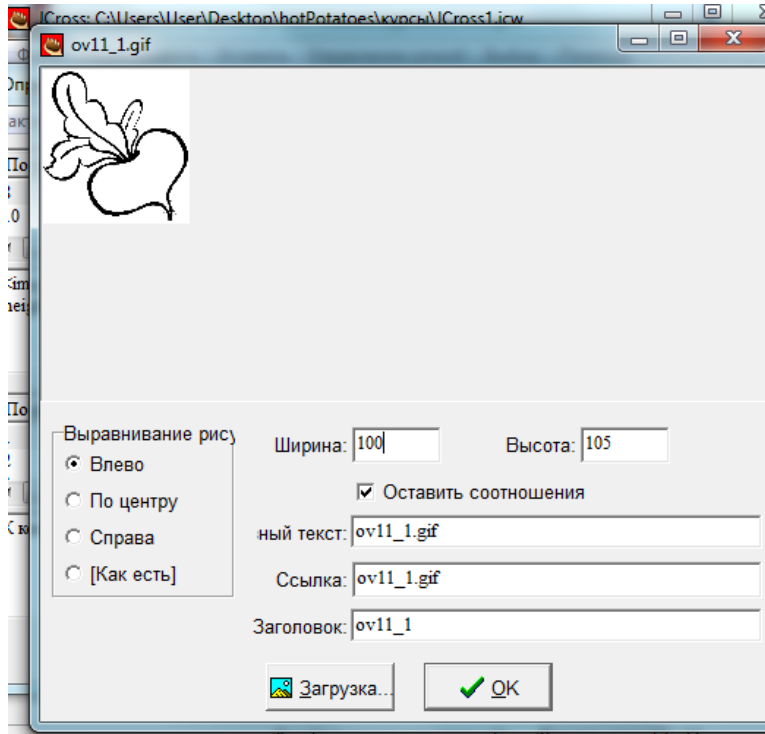 JCross: C:\Users\User\Desktop\hotPotatoes\курсы\JCross1.jcw
ov11_1.gif
Выравнивание рису
Ширина: 100 Высота: 105
Влево
Оставить соотношения
По центру
ный текст: ov11_1.gif
Справа
[Как есть]
Ссылка: ov11_1.gif
Заголовок: ov11_1
Загрузка...
OK